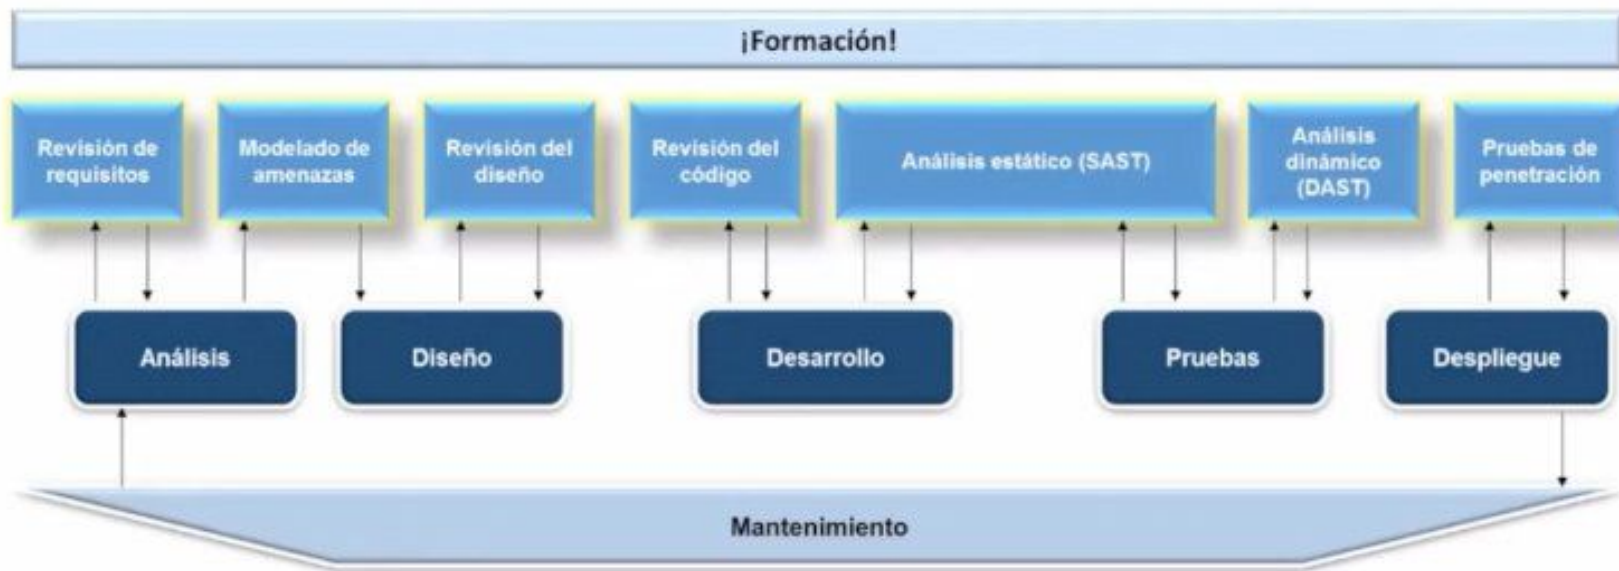 ¡Formación!
Revisión de
requisitos
Modelado de
amenazas
Revisión del
diseño
Revisión del
código
Análisis estático (SAST)
Análisis
dinámico
(DAST)
Pruebas de
penetración
Análisis
Diseño
Desarrollo
Pruebas
Despliegue
Mantenimiento